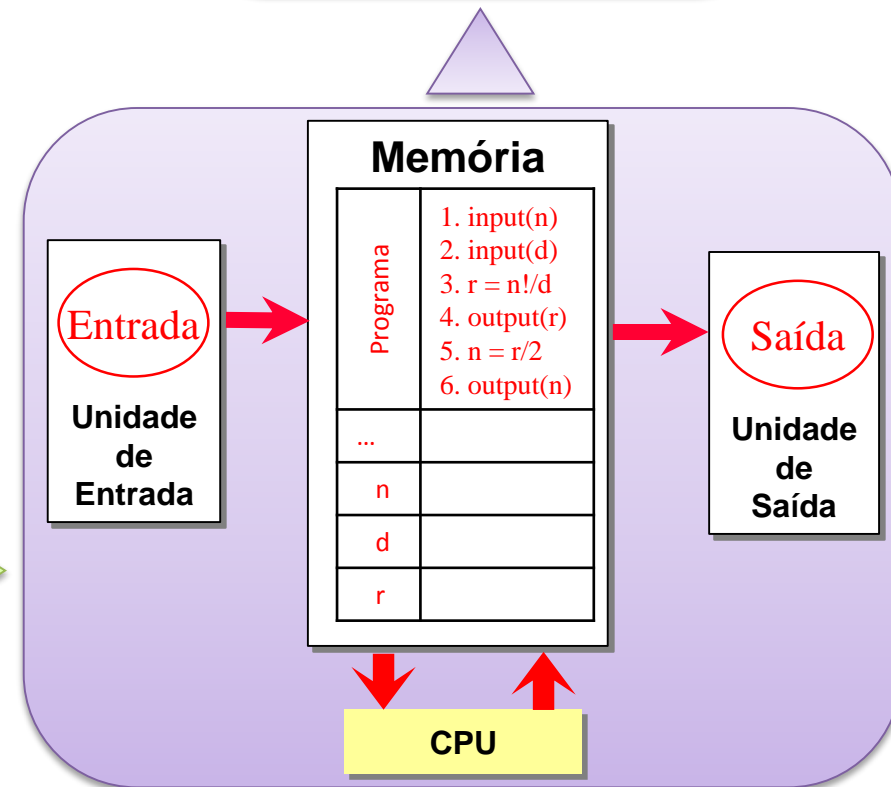 Memória
Programa
1. input(n)
2. input(d)
3. r = n!/d
4. output(r)
5. n = r/2
6. output(n)
...
n
d
r
Entrada
Unidade
de
Entrada
Saída
Unidade
de
Saída
CPU